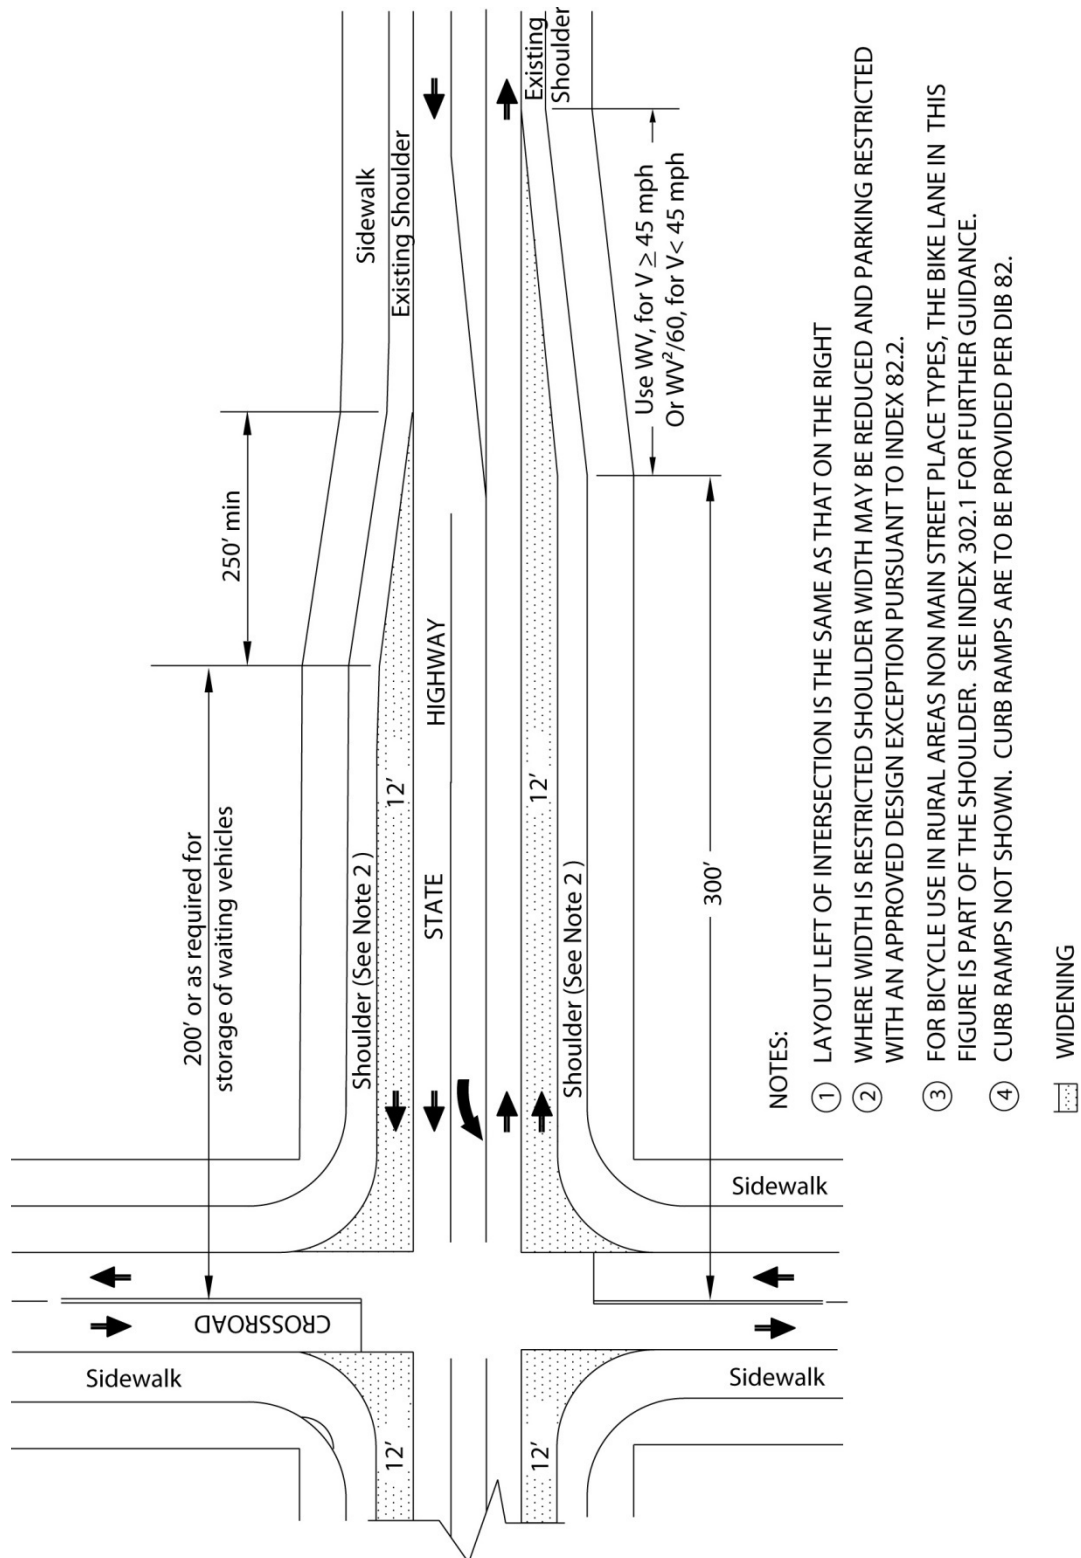 Sidewalk
Existing Shoulder
Existing
Shoulder
250’ min
Use WV, for V ≥ 45 mph
Or WV²/60, for V< 45 mph
200’ or as required for
storage of waiting vehicles
Shoulder (See Note 2 )
12’
STATE HIGHWAY
12’
Shoulder (See Note 2 )
300’
CROSSROAD
Sidewalk
Sidewalk
Sidewalk
12’
12’
NOTES:
1 LAYOUT LEFT OF INTERSECTION IS THE SAME AS THAT ON THE RIGHT
2 WHERE WIDTH IS RESTRICTED SHOULDER WIDTH MAY BE REDUCED AND PARKING RESTRICTED
WITH AN APPROVED DESIGN EXCEPTION PURSUANT TO INDEX 82.2.
3 FOR BICYCLE USE IN RURAL AREAS NON MAIN STREET PLACE TYPES, THE BIKE LANE IN THIS
FIGURE IS PART OF THE SHOULDER. SEE INDEX 302.1 FOR FURTHER GUIDANCE.
4 CURB RAMPS NOT SHOWN. CURB RAMPS ARE TO BE PROVIDED PER DIB 82.
WIDENING